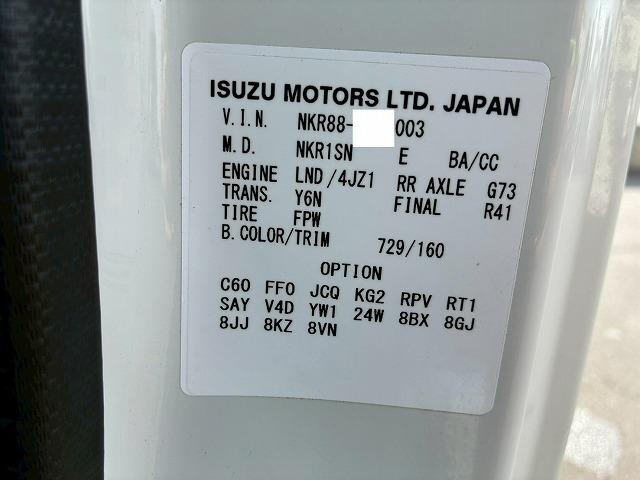 ISUZU MOTORS LTD. JAPAN
V.I.N. NKR88- 003
M.D. NKR1SN E BA/CC
ENGINE LND/4JZ1 RR AXLE G73
TRANS. Y6N FINAL R41
TIRE FPW
B.COLOR/TRIM 729/160
OPTION
C60 FF0 JCQ KG2 RPV RT1
SAY V4D YW1 24W 8BX 8GJ
8JJ 8KZ 8VN